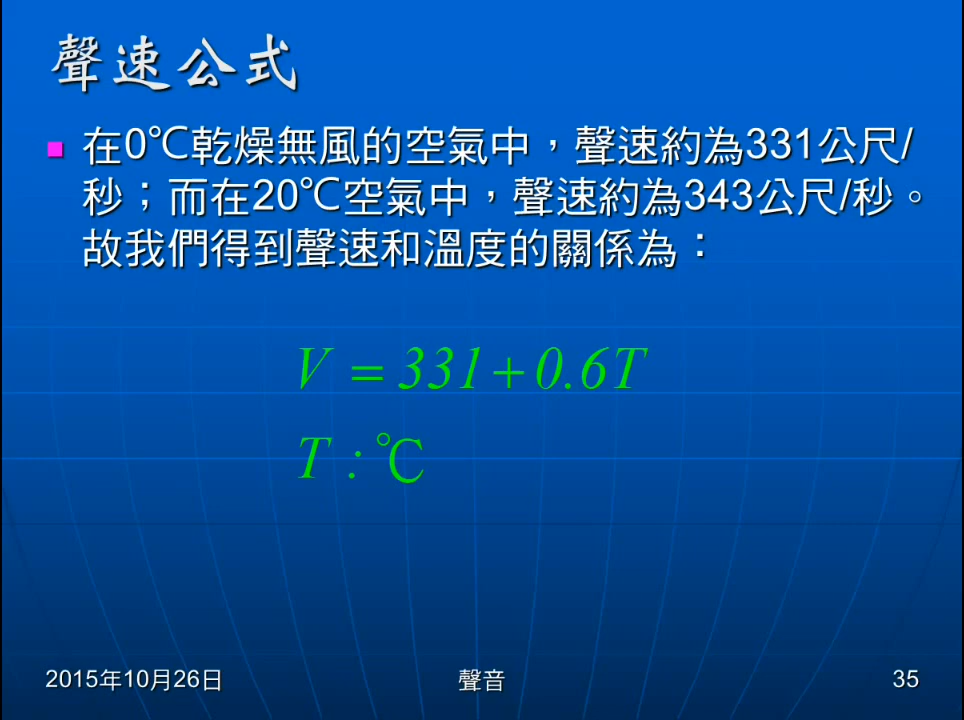 聲速公式
在0℃乾燥無風的空氣中，聲速約為331公尺/
秒；而在20℃空氣中，聲速約為343公尺/秒。
故我們得到聲速和溫度的關係為：
V = 331 + 0.6T
T : ℃
2015年10月26日
聲音
35